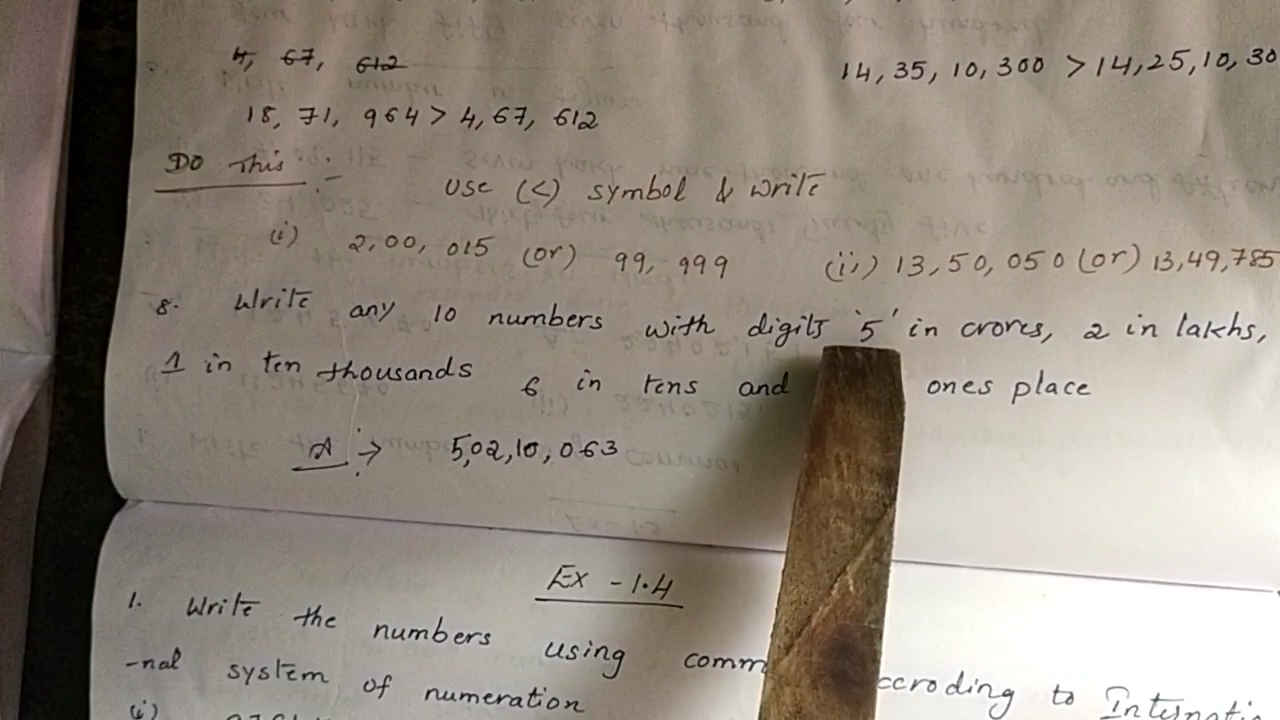 4, 67, 612
14, 35, 10, 300 > 14,25,10,30
18, 71, 964 > 4,67, 612
Do This :-
Use (<) symbol & write
(i) 2,00, 015 (or) 99, 999 (ii) 13,50,050 (or) 13,49,785
8. Write any 10 numbers with digits '5' in crores, 2 in lakhs,
1 in ten thousands 6 in tens and ones place
A :→ 5,02,10,063
Ex - 1.4
1. Write the numbers using comm ccroding to Internatio
-nal system of numeration
(i)